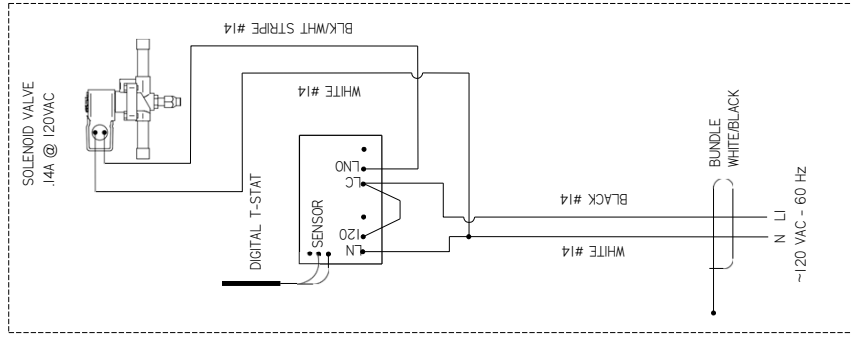 BLK/WHT STRIPE #14
WHITE #14
SOLENOID VALVE
.14A @ 120VAC
LNO
LC
120
LN
SENSOR
DIGITAL T-STAT
BLACK #14
WHITE #14
BUNDLE
WHITE/BLACK
L1
N
~120 VAC - 60 Hz